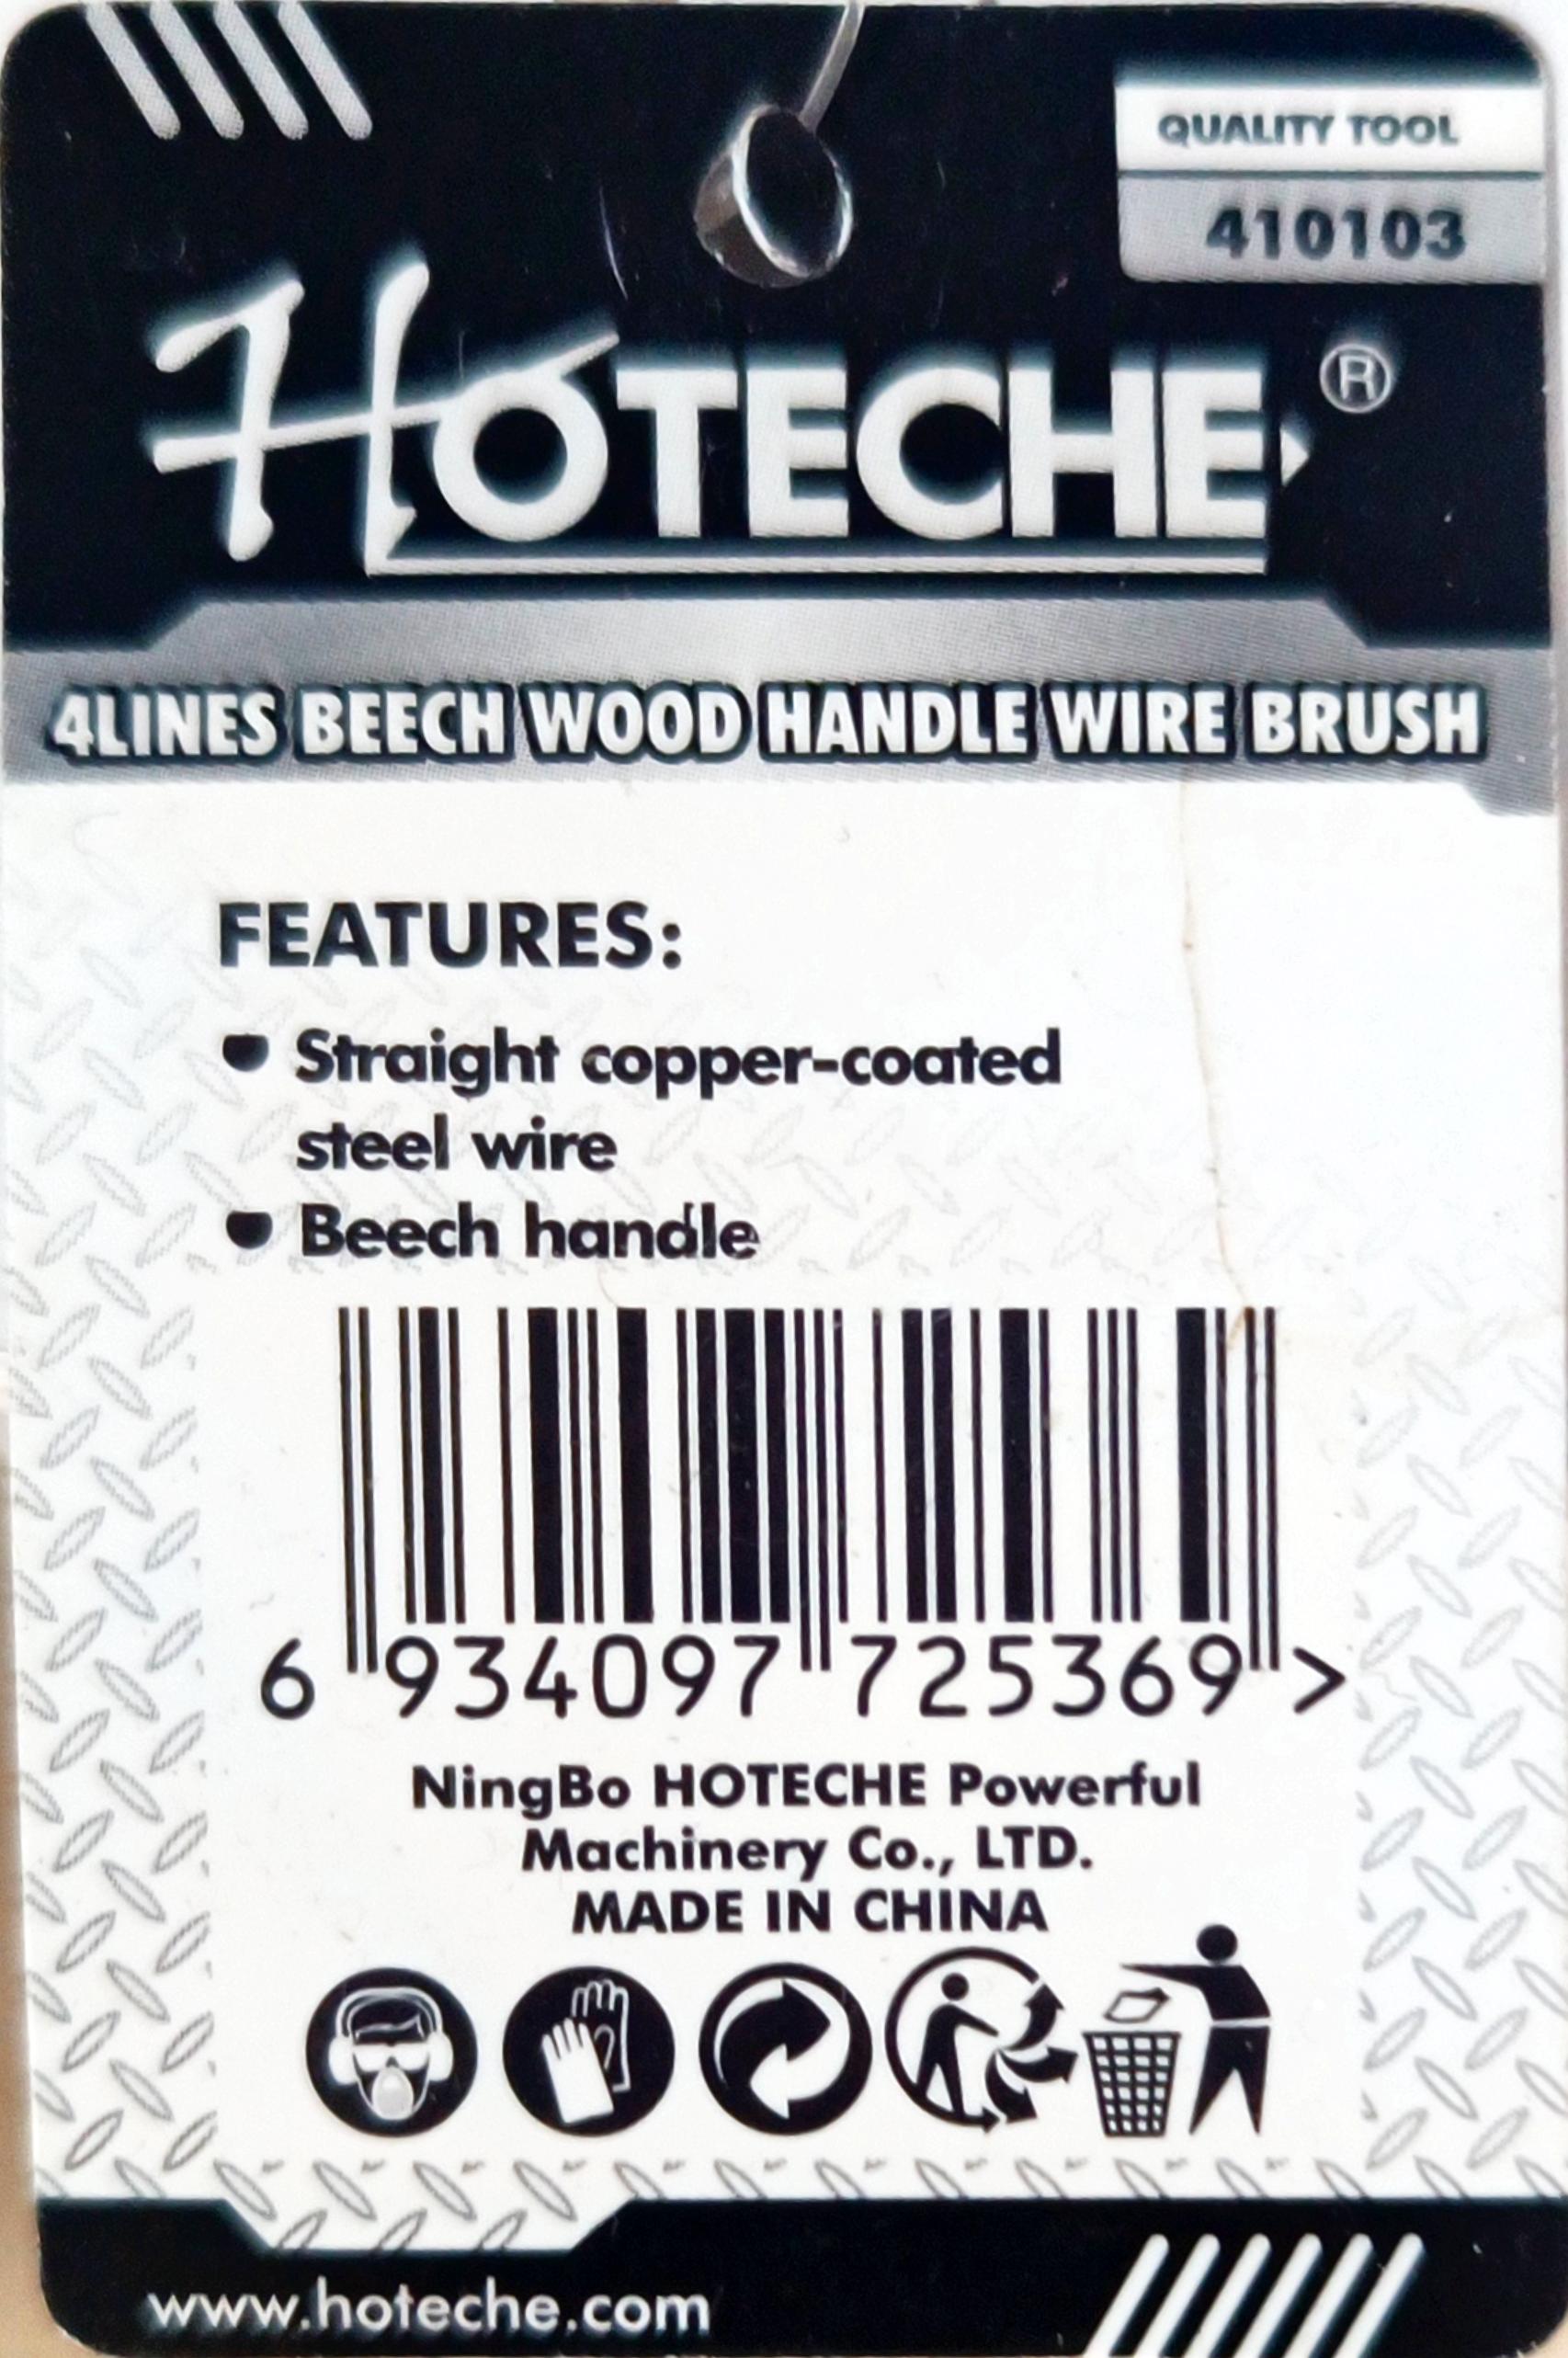 QUALITY TOOL
410103
HOTECHE ®
4LINES BEECH WOOD HANDLE WIRE BRUSH
FEATURES:
Straight copper-coated
steel wire
Beech handle
6 934097 725369 >
NingBo HOTECHE Powerful
Machinery Co., LTD.
MADE IN CHINA
www.hoteche.com